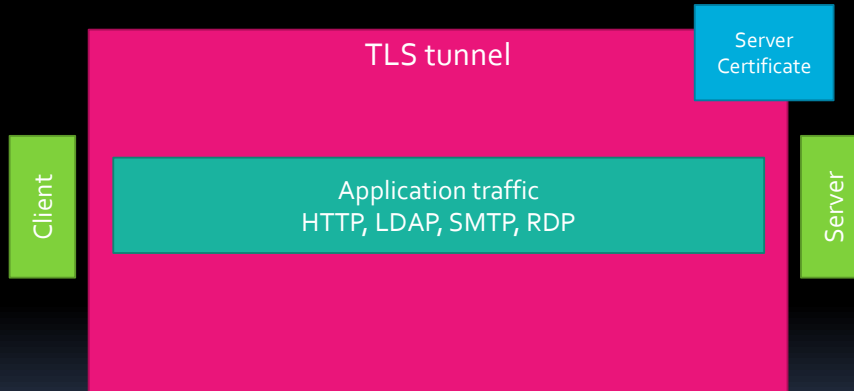 TLS tunnel
Server
Certificate
Client
Application traffic
HTTP, LDAP, SMTP, RDP
Server